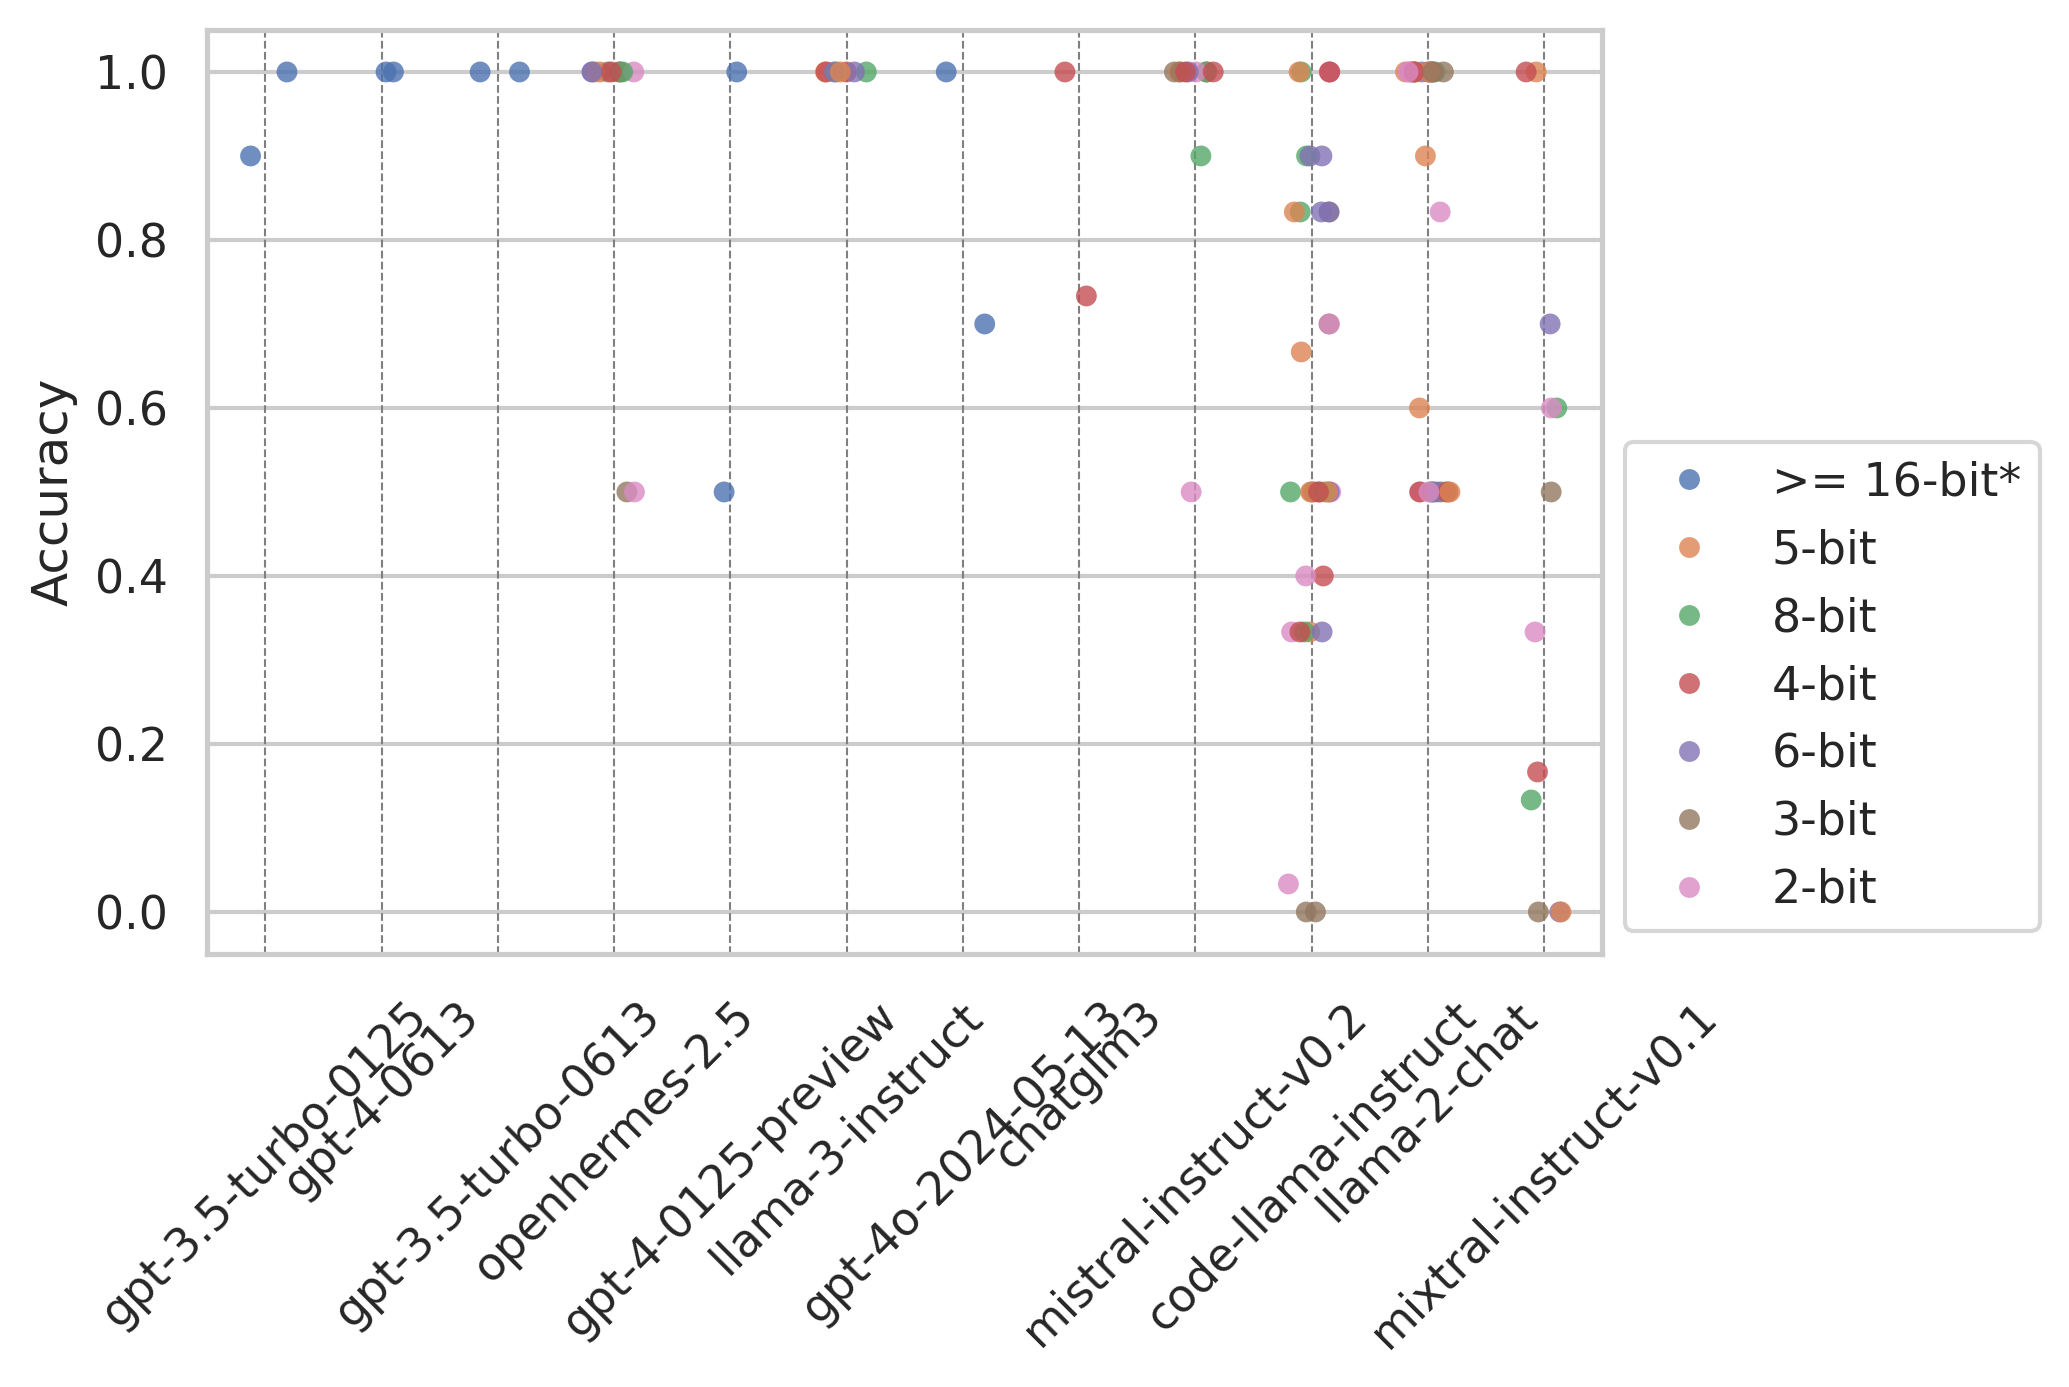 1.0
0.8
0.6
0.4
0.2
0.0
Accuracy
>= 16-bit*
5-bit
8-bit
4-bit
6-bit
3-bit
2-bit
gpt-3.5-turbo-0125
gpt-4-0613
gpt-3.5-turbo-0613
openhermes-2.5
gpt-4-0125-preview
llama-3-instruct
gpt-4o-2024-05-13
chatglm3
mistral-instruct-v0.2
code-llama-instruct
llama-2-chat
mixtral-instruct-v0.1